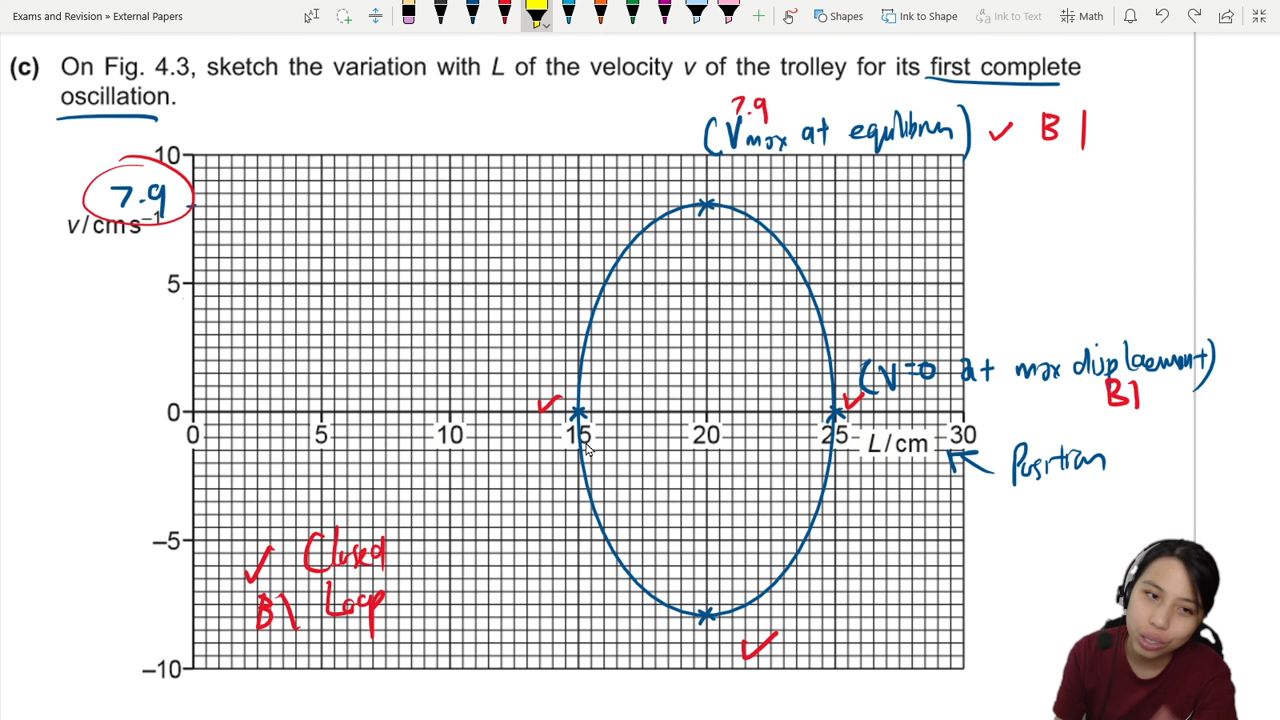 Exams and Revision » External Papers
Shapes
Ink to Shape
Ink to Text
Math
(c) On Fig. 4.3, sketch the variation with L of the velocity v of the trolley for its first complete
oscillation.
7.9
(Vmax at equilibrium) ✓ B1
10
7.9
v/cm s⁻¹
5
(V=0 at max displacement)
B1
0
0 5 10 15 20 25 L/cm 30
Position
–5
✓ Closed
B1 Loop
–10